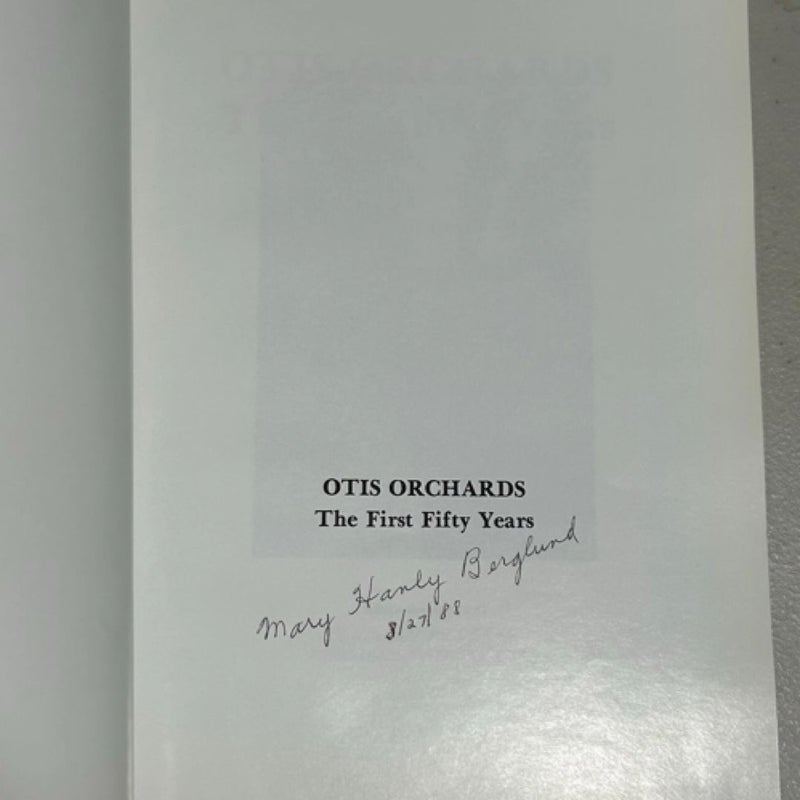 OTIS ORCHARDS
The First Fifty Years
Mary Hanly Berglund
8/27/88